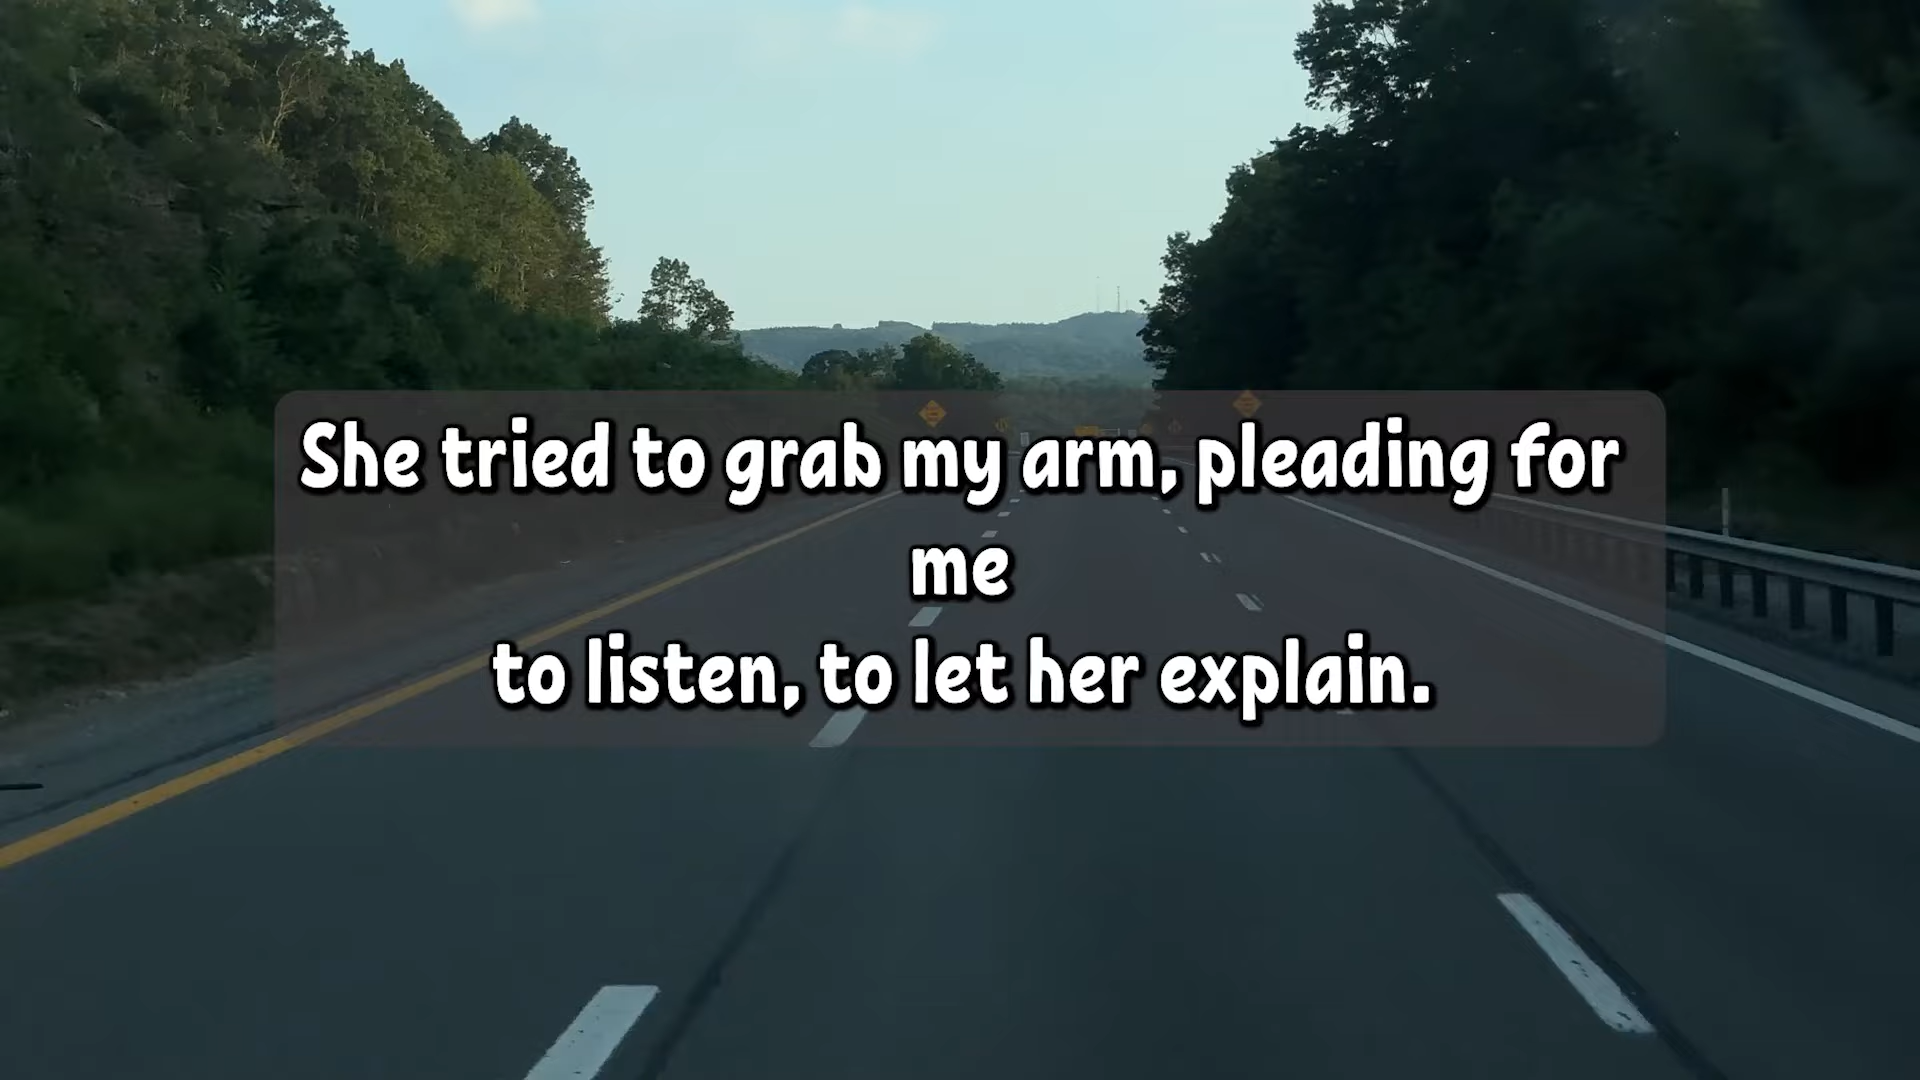 She tried to grab my arm, pleading for
me
to listen, to let her explain.